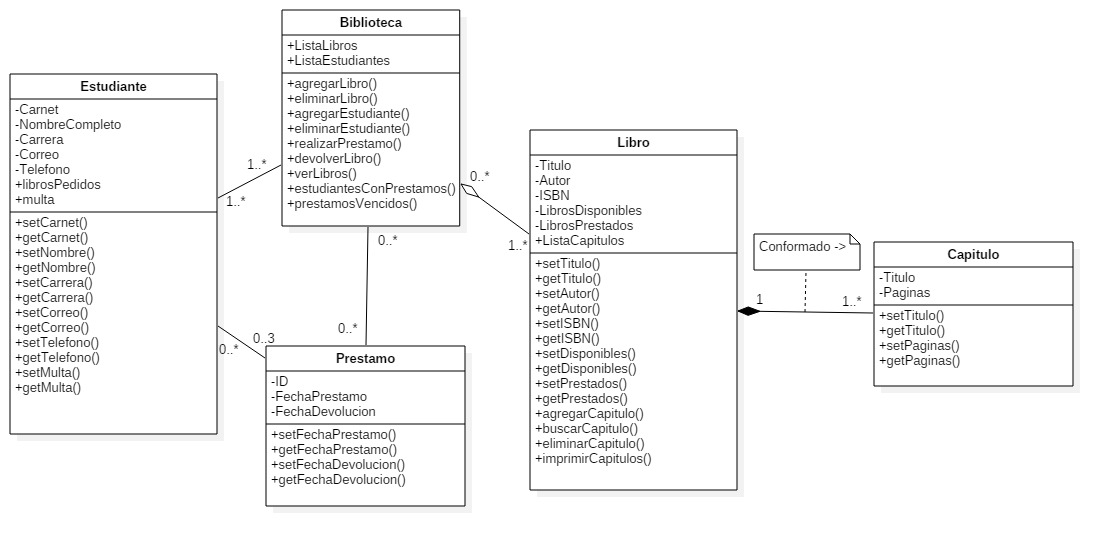 Biblioteca
+ListaLibros
+ListaEstudiantes
+agregarLibro()
+eliminarLibro()
+agregarEstudiante()
+eliminarEstudiante()
+realizarPrestamo()
+devolverLibro()
+verLibros()
+estudiantesConPrestamos()
+prestamosVencidos()
Estudiante
-Carnet
-NombreCompleto
-Carrera
-Correo
-Telefono
+librosPedidos
+multa
+setCarnet()
+getCarnet()
+setNombre()
+getNombre()
+setCarrera()
+getCarrera()
+setCorreo()
+getCorreo()
+setTelefono()
+getTelefono()
+setMulta()
+getMulta()
1..*
1..*
0..*
1..*
0..*
0..*
0..3
0..*
Prestamo
-ID
-FechaPrestamo
-FechaDevolucion
+setFechaPrestamo()
+getFechaPrestamo()
+setFechaDevolucion()
+getFechaDevolucion()
Libro
-Titulo
-Autor
-ISBN
-LibrosDisponibles
-LibrosPrestados
+ListaCapitulos
+setTitulo()
+getTitulo()
+setAutor()
+getAutor()
+setISBN()
+getISBN()
+setDisponibles()
+getDisponibles()
+setPrestados()
+getPrestados()
+agregarCapitulo()
+buscarCapitulo()
+eliminarCapitulo()
+imprimirCapitulos()
Conformado ->
1
1..*
Capitulo
-Titulo
-Paginas
+setTitulo()
+getTitulo()
+setPaginas()
+getPaginas()